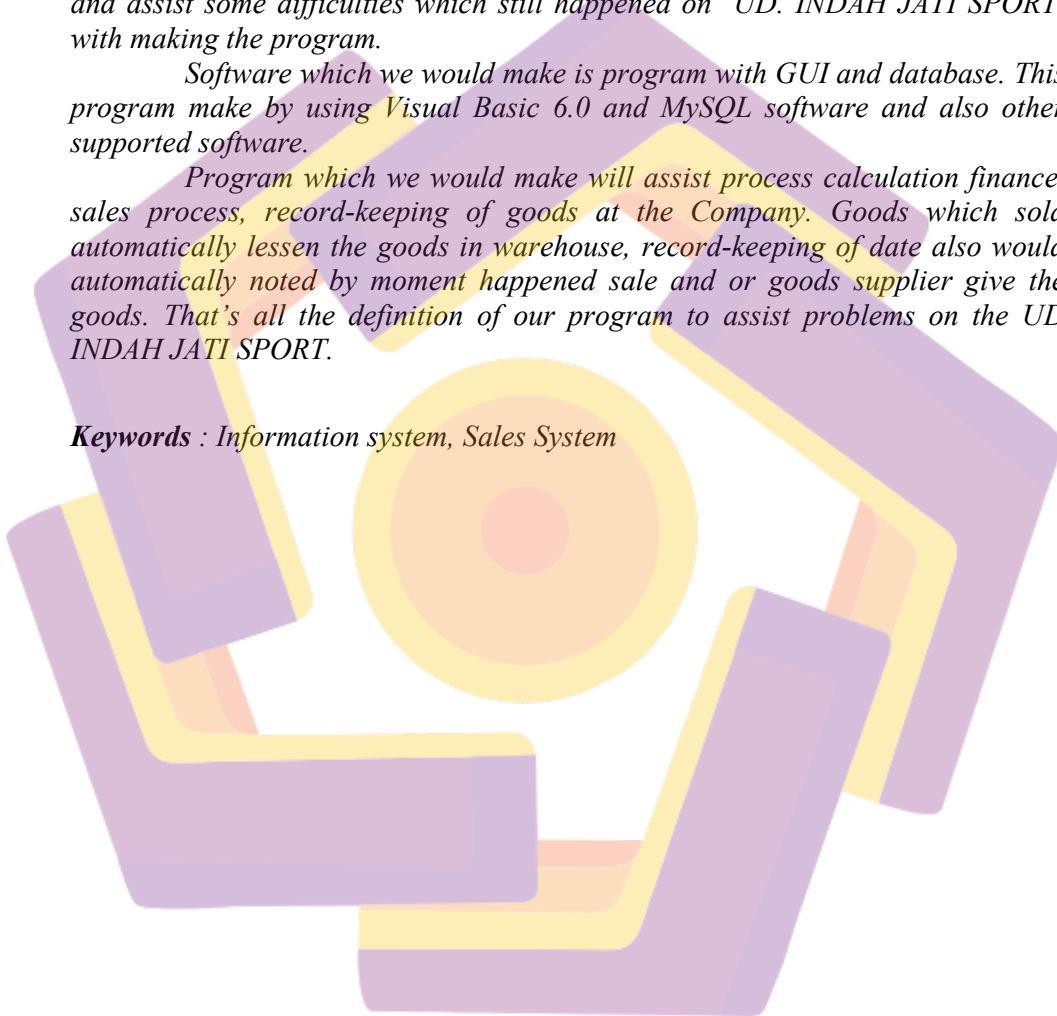 and assist some difficulties which still happened on "UD. INDAH JATI SPORT"
with making the program.
Software which we would make is program with GUI and database. This
program make by using Visual Basic 6.0 and MySQL software and also other
supported software.
Program which we would make will assist process calculation finance,
sales process, record-keeping of goods at the Company. Goods which sold
automatically lessen the goods in warehouse, record-keeping of date also would
automatically noted by moment happened sale and or goods supplier give the
goods. That's all the definition of our program to assist problems on the UD.
INDAH JATI SPORT.
Keywords : Information system, Sales System